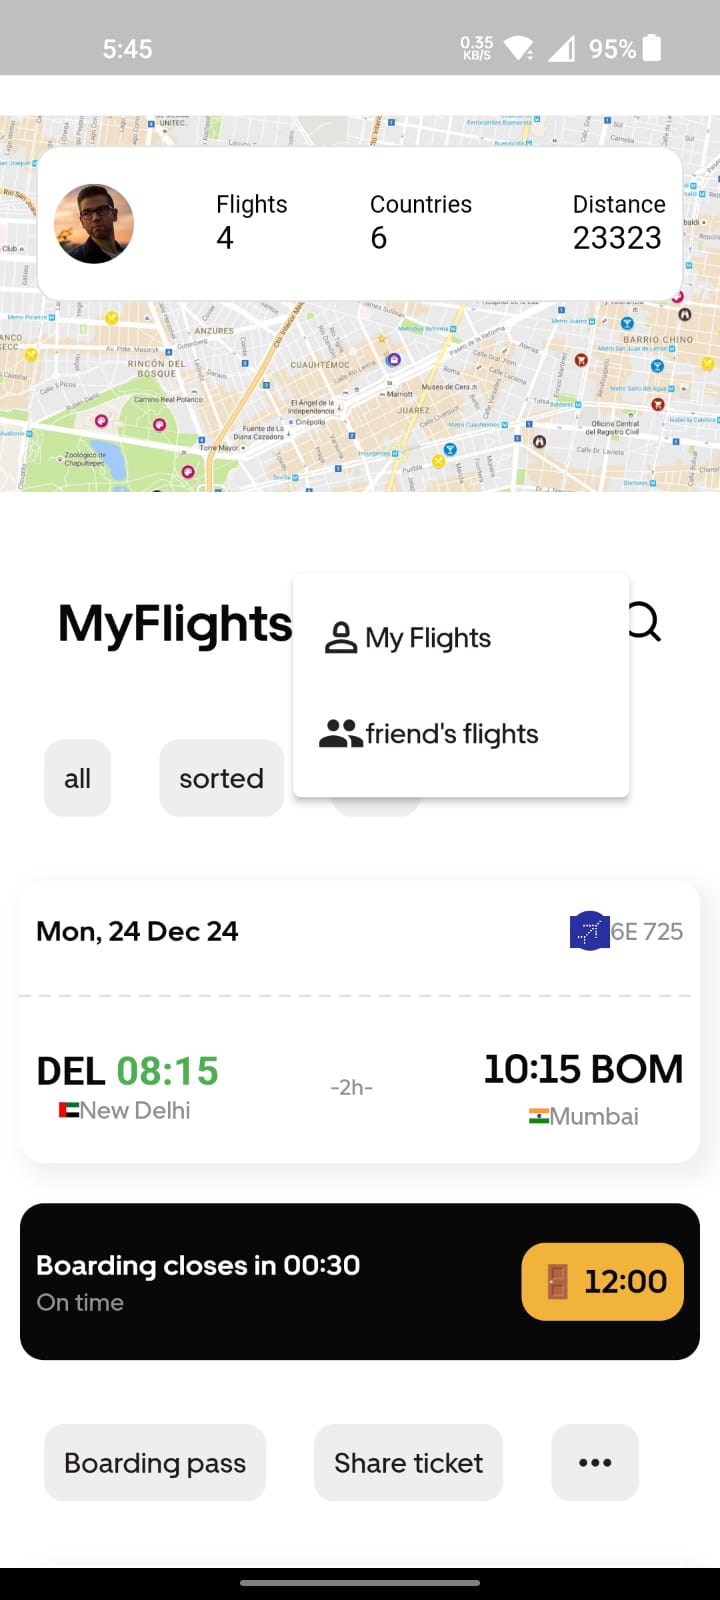 5:45
0.35
KB/S
95%
Flights
4
Countries
6
Distance
23323
ANZURES
BARRIO CHINO
RINCÓN DEL
BOSQUE
CUAUHTEMOC
Camino Real Polanco
El Ángel de la
Independencia
Cinépolis
Marriott
Museo de Cera
JUÁREZ
Fuente de La
Diana Cazadora
Torre Mayor
Zoológico de
Chapultepec
Oficina Central
del Registro Civil
Puebla
MyFlights
My Flights
friend's flights
all
sorted
Mon, 24 Dec 24
6E 725
DEL 08:15
New Delhi
-2h-
10:15 BOM
Mumbai
Boarding closes in 00:30
On time
12:00
Boarding pass
Share ticket
•••